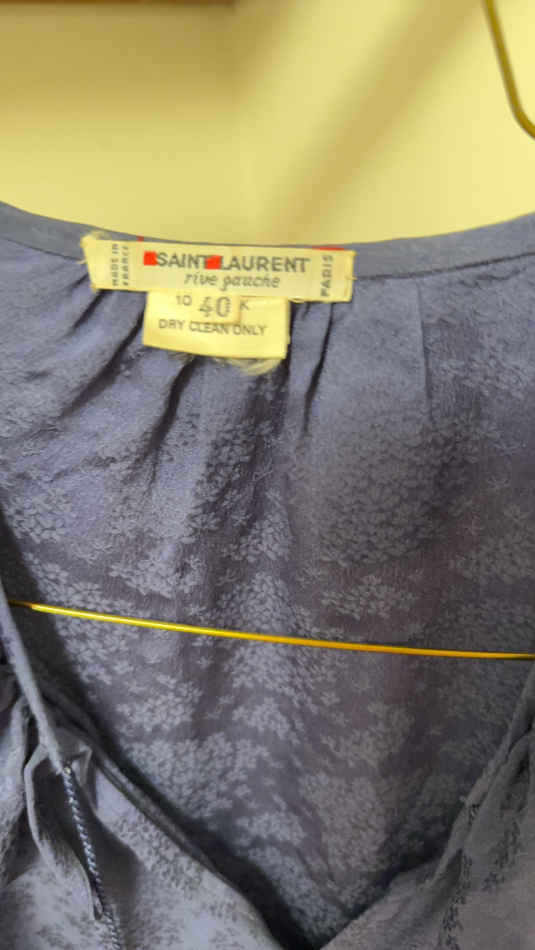 MADE IN
FRANCE
SAINT LAURENT
rive gauche
PARIS
10 40 K
DRY CLEAN ONLY